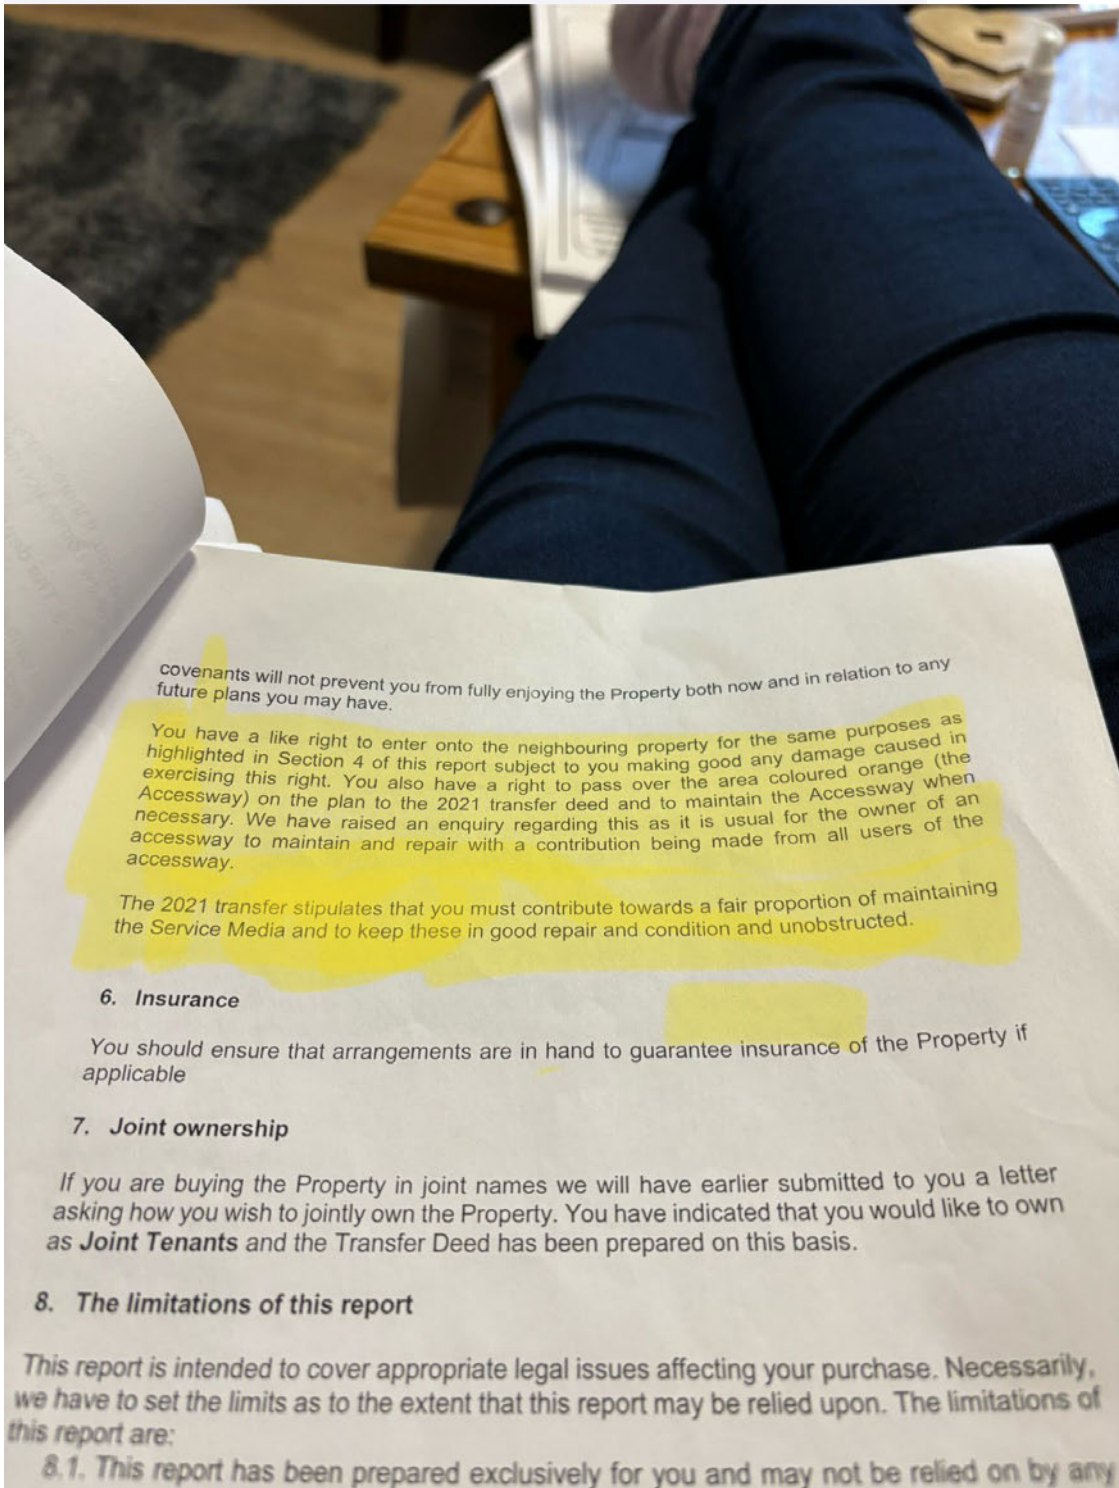 covenants will not prevent you from fully enjoying the Property both now and in relation to any
future plans you may have.
You have a like right to enter onto the neighbouring property for the same purposes as
highlighted in Section 4 of this report subject to you making good any damage caused in
exercising this right. You also have a right to pass over the area coloured orange (the
Accessway) on the plan to the 2021 transfer deed and to maintain the Accessway when
necessary. We have raised an enquiry regarding this as it is usual for the owner of an
accessway to maintain and repair with a contribution being made from all users of the
accessway.
The 2021 transfer stipulates that you must contribute towards a fair proportion of maintaining
the Service Media and to keep these in good repair and condition and unobstructed.
6. Insurance
You should ensure that arrangements are in hand to guarantee insurance of the Property if
applicable
7. Joint ownership
If you are buying the Property in joint names we will have earlier submitted to you a letter
asking how you wish to jointly own the Property. You have indicated that you would like to own
as Joint Tenants and the Transfer Deed has been prepared on this basis.
8. The limitations of this report
This report is intended to cover appropriate legal issues affecting your purchase. Necessarily,
we have to set the limits as to the extent that this report may be relied upon. The limitations of
this report are:
8.1. This report has been prepared exclusively for you and may not be relied on by any